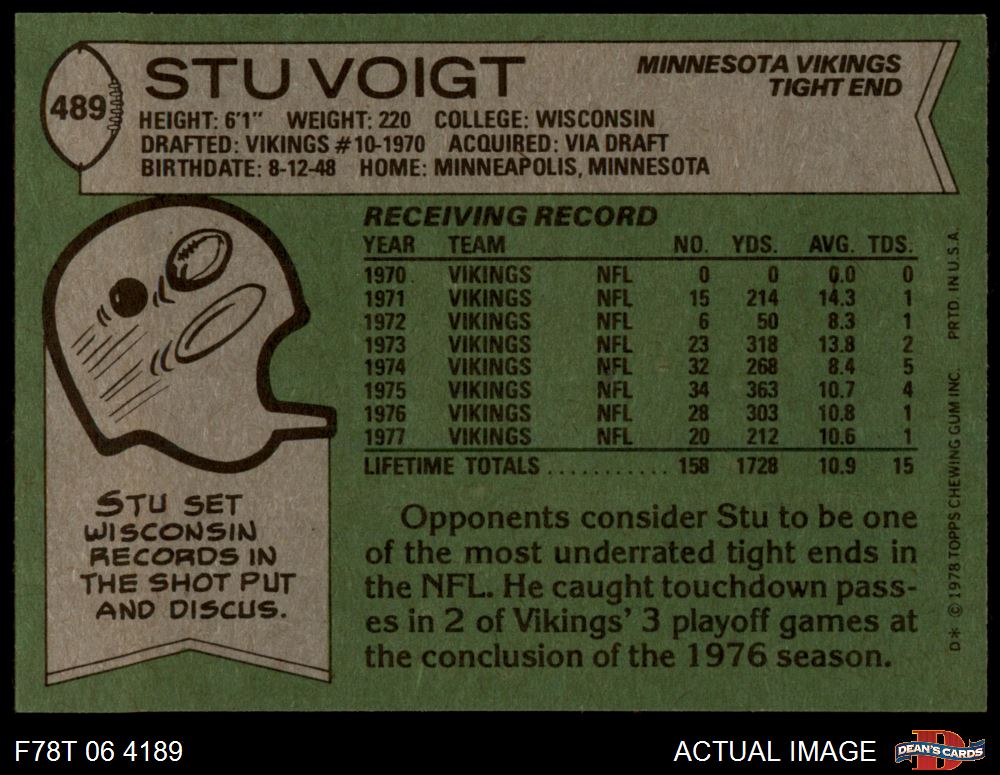 489
STU VOIGT
MINNESOTA VIKINGS
TIGHT END
HEIGHT: 6'1" WEIGHT: 220 COLLEGE: WISCONSIN
DRAFTED: VIKINGS #10-1970 ACQUIRED: VIA DRAFT
BIRTHDATE: 8-12-48 HOME: MINNEAPOLIS, MINNESOTA
RECEIVING RECORD
YEAR TEAM NO. YDS. AVG. TDS.
1970 VIKINGS NFL 0 0 0.0 0
1971 VIKINGS NFL 15 214 14.3 1
1972 VIKINGS NFL 6 50 8.3 1
1973 VIKINGS NFL 23 318 13.8 2
1974 VIKINGS NFL 32 268 8.4 5
1975 VIKINGS NFL 34 363 10.7 4
1976 VIKINGS NFL 28 303 10.8 1
1977 VIKINGS NFL 20 212 10.6 1
LIFETIME TOTALS ........... 158 1728 10.9 15
STU SET
WISCONSIN
RECORDS IN
THE SHOT PUT
AND DISCUS.
Opponents consider Stu to be one
of the most underrated tight ends in
the NFL. He caught touchdown pass-
es in 2 of Vikings' 3 playoff games at
the conclusion of the 1976 season.
D* © 1978 TOPPS CHEWING GUM INC. PRTD. IN U.S.A.
F78T 06 4189
ACTUAL IMAGE
D
DEAN'S CARDS